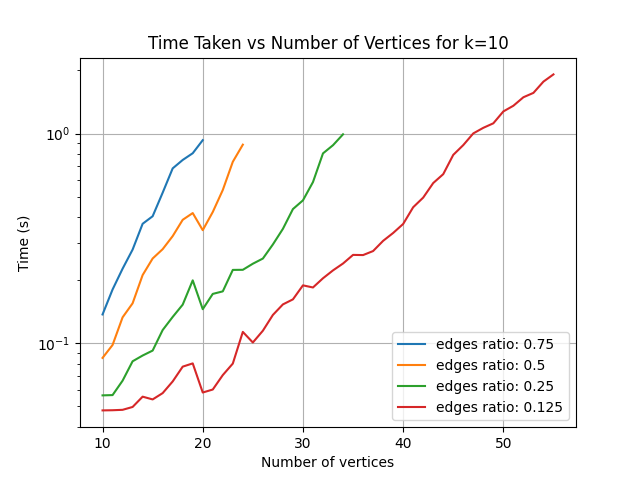 Time Taken vs Number of Vertices for k=10
Time (s)
10⁰
10⁻¹
10 20 30 40 50
Number of vertices
edges ratio: 0.75
edges ratio: 0.5
edges ratio: 0.25
edges ratio: 0.125